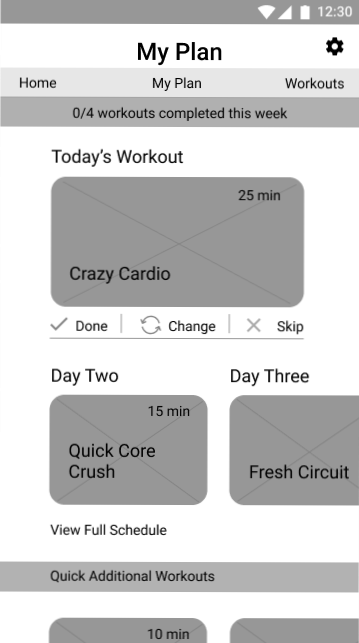 12:30
My Plan
Home My Plan Workouts
0/4 workouts completed this week
Today’s Workout
25 min
Crazy Cardio
Done Change Skip
Day Two Day Three
15 min
Quick Core
Crush
Fresh Circuit
View Full Schedule
Quick Additional Workouts
10 min